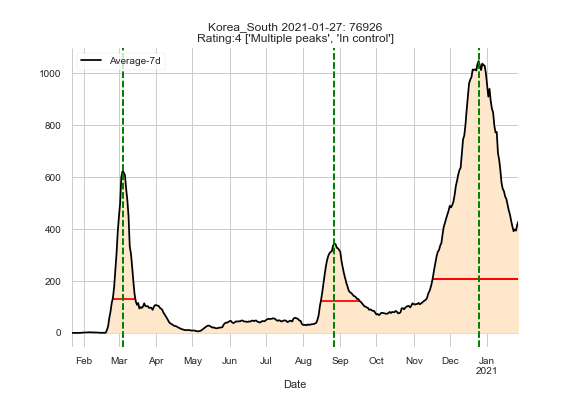 Korea_South 2021-01-27: 76926
Rating:4 ['Multiple peaks', 'In control']
Average-7d
1000
800
600
400
200
0
Feb Mar Apr May Jun Jul Aug Sep Oct Nov Dec Jan
2021
Date